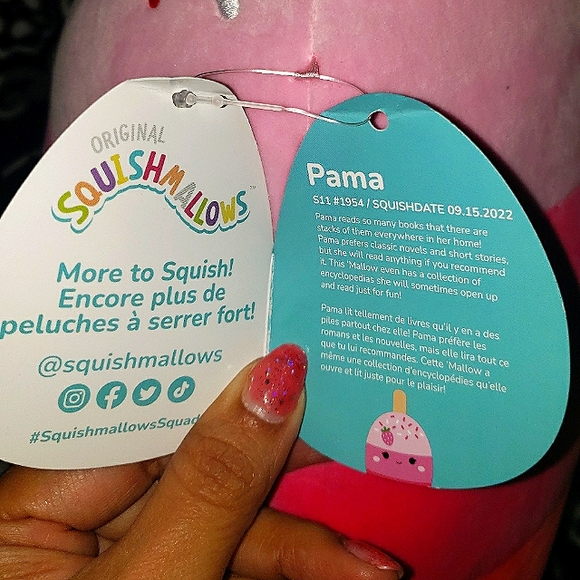 ORIGINAL
SQUISHMALLOWS™
More to Squish!
Encore plus de
peluches à serrer fort!
@squishmallows
#SquishmallowsSquad
Pama
S11 #1954 / SQUISHDATE 09.15.2022
Pama reads so many books that there are
stacks of them everywhere in her home!
Pama prefers classic novels and short stories,
but she will read anything if you recommend
it. This 'Mallow even has a collection of
encyclopedias she will sometimes open up
and read just for fun!
Pama lit tellement de livres qu'il y en a des
piles partout chez elle! Pama préfère les
romans et les nouvelles, mais elle lira tout ce
que tu lui recommandes. Cette 'Mallow a
même une collection d'encyclopédies qu'elle
ouvre et lit juste pour le plaisir!